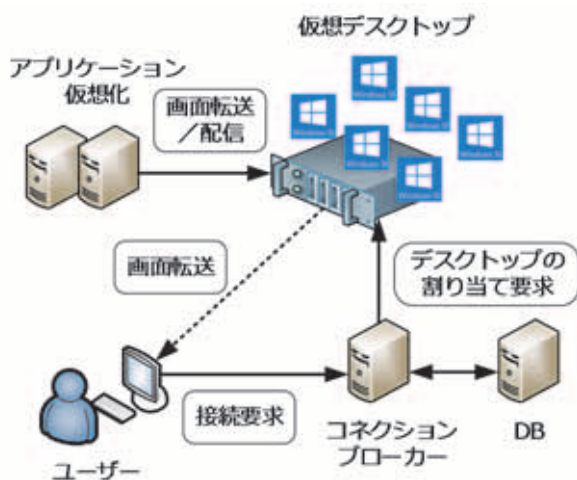 仮想デスクトップ
アプリケーション
仮想化
画面転送
／配信
画面転送
デスクトップの
割り当て要求
接続要求
ユーザー
コネクション
ブローカー
DB